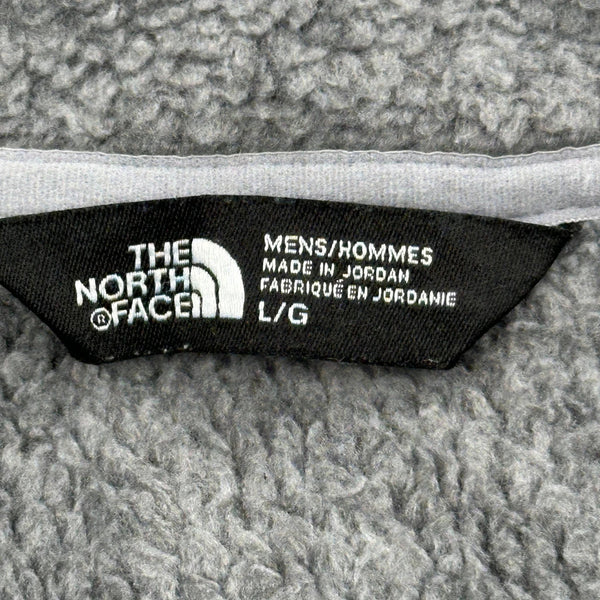 THE
NORTH
®FACE
MENS/HOMMES
MADE IN JORDAN
FABRIQUÉ EN JORDANIE
L/G